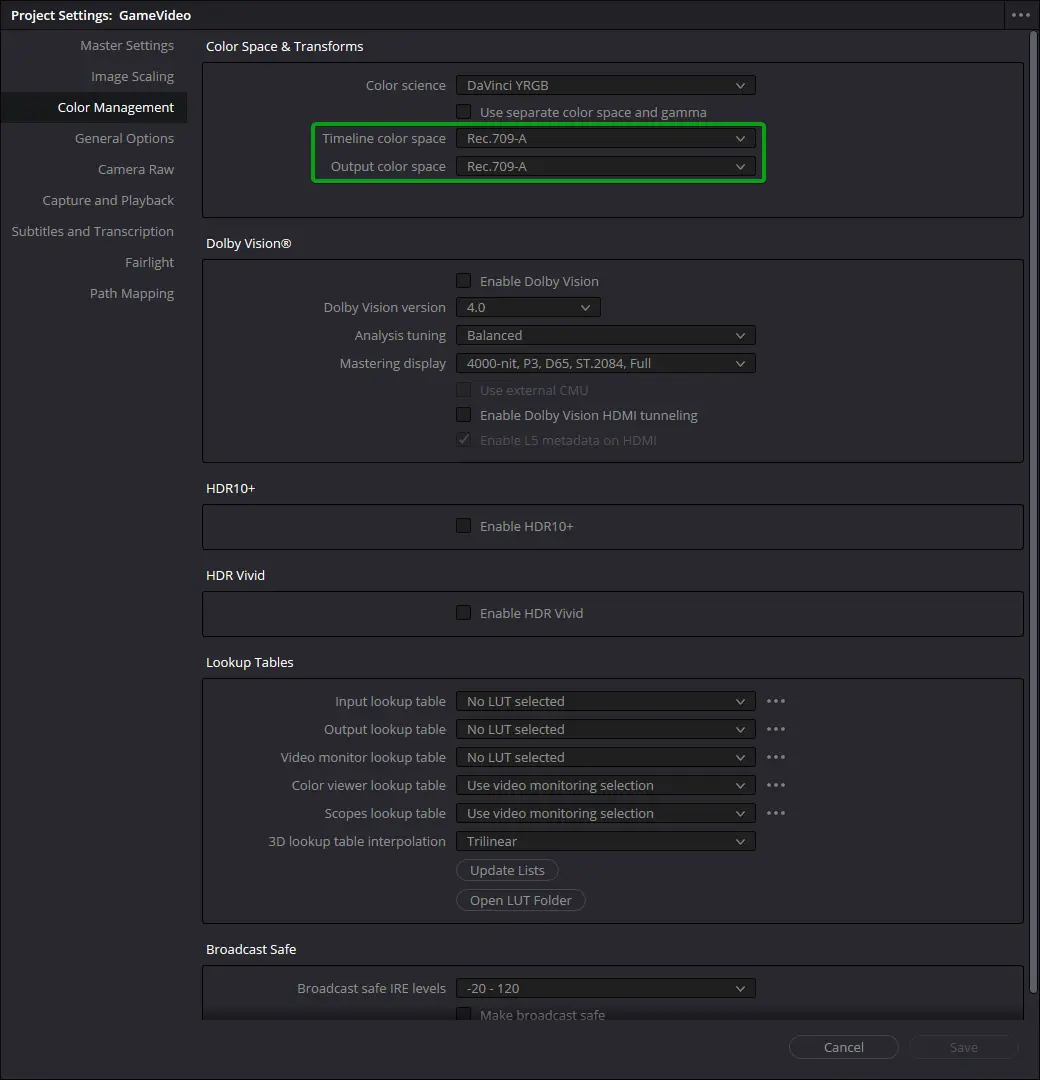 Project Settings: GameVideo
Master Settings
Image Scaling
Color Management
General Options
Camera Raw
Capture and Playback
Subtitles and Transcription
Fairlight
Path Mapping
Color Space & Transforms
Color science DaVinci YRGB
Use separate color space and gamma
Timeline color space Rec.709-A
Output color space Rec.709-A
Dolby Vision®
Enable Dolby Vision
Dolby Vision version 4.0
Analysis tuning Balanced
Mastering display 4000-nit, P3, D65, ST.2084, Full
Use external CMU
Enable Dolby Vision HDMI tunneling
Enable L5 metadata on HDMI
HDR10+
Enable HDR10+
HDR Vivid
Enable HDR Vivid
Lookup Tables
Input lookup table No LUT selected
Output lookup table No LUT selected
Video monitor lookup table No LUT selected
Color viewer lookup table Use video monitoring selection
Scopes lookup table Use video monitoring selection
3D lookup table interpolation Trilinear
Update Lists
Open LUT Folder
Broadcast Safe
Broadcast safe IRE levels -20 - 120
Make broadcast safe
Cancel Save